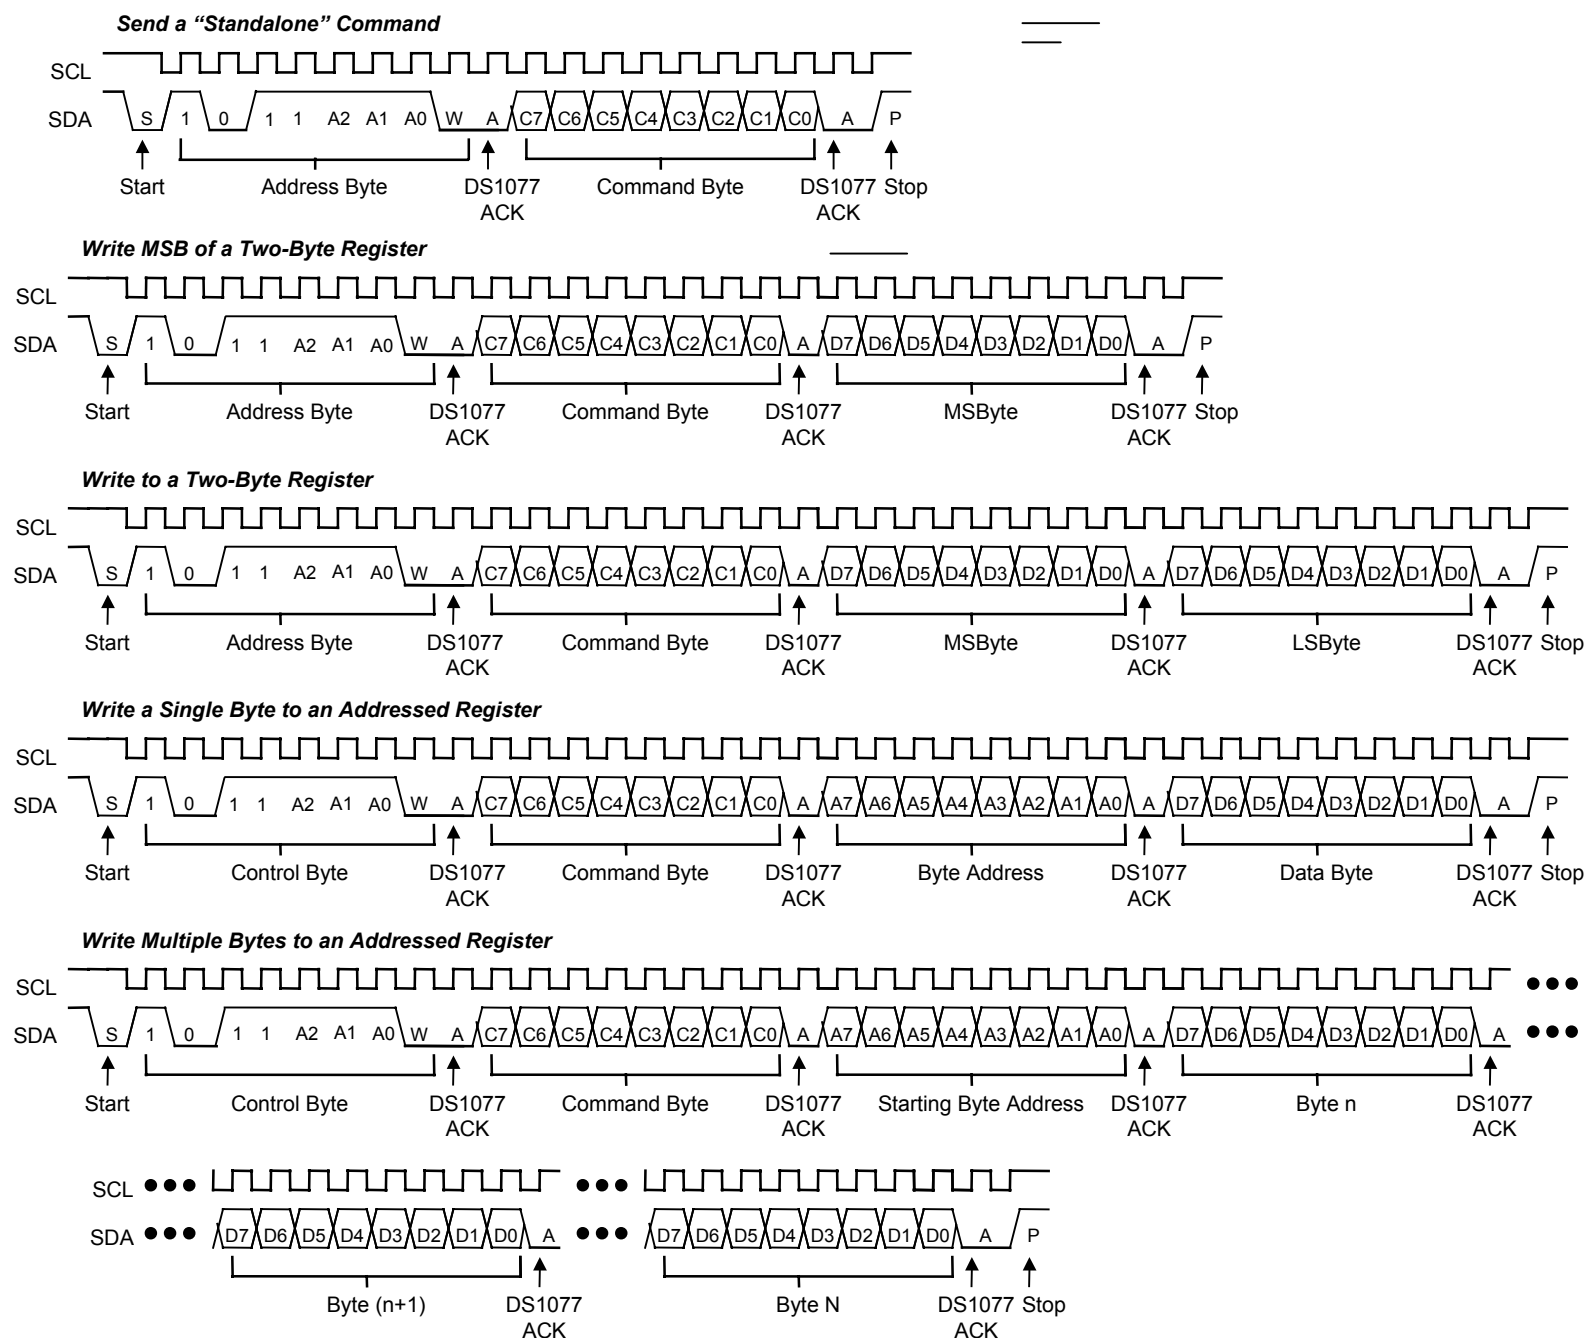 Send a “Standalone” Command
SCL
SDA S 1 0 1 1 A2 A1 A0 W A C7 C6 C5 C4 C3 C2 C1 C0 A P
Start Address Byte DS1077 Command Byte DS1077 Stop
ACK ACK
Write MSB of a Two-Byte Register
SCL
SDA S 1 0 1 1 A2 A1 A0 W A C7 C6 C5 C4 C3 C2 C1 C0 A D7 D6 D5 D4 D3 D2 D1 D0 A P
Start Address Byte DS1077 Command Byte DS1077 MSByte DS1077 Stop
ACK ACK ACK
Write to a Two-Byte Register
SCL
SDA S 1 0 1 1 A2 A1 A0 W A C7 C6 C5 C4 C3 C2 C1 C0 A D7 D6 D5 D4 D3 D2 D1 D0 A D7 D6 D5 D4 D3 D2 D1 D0 A P
Start Address Byte DS1077 Command Byte DS1077 MSByte DS1077 LSByte DS1077 Stop
ACK ACK ACK ACK
Write a Single Byte to an Addressed Register
SCL
SDA S 1 0 1 1 A2 A1 A0 W A C7 C6 C5 C4 C3 C2 C1 C0 A A7 A6 A5 A4 A3 A2 A1 A0 A D7 D6 D5 D4 D3 D2 D1 D0 A P
Start Control Byte DS1077 Command Byte DS1077 Byte Address DS1077 Data Byte DS1077 Stop
ACK ACK ACK ACK
Write Multiple Bytes to an Addressed Register
SCL
SDA S 1 0 1 1 A2 A1 A0 W A C7 C6 C5 C4 C3 C2 C1 C0 A A7 A6 A5 A4 A3 A2 A1 A0 A D7 D6 D5 D4 D3 D2 D1 D0 A
Start Control Byte DS1077 Command Byte DS1077 Starting Byte Address DS1077 Byte n DS1077
ACK ACK ACK ACK
SCL
SDA D7 D6 D5 D4 D3 D2 D1 D0 A D7 D6 D5 D4 D3 D2 D1 D0 A P
Byte (n+1) DS1077 Byte N DS1077 Stop
ACK ACK